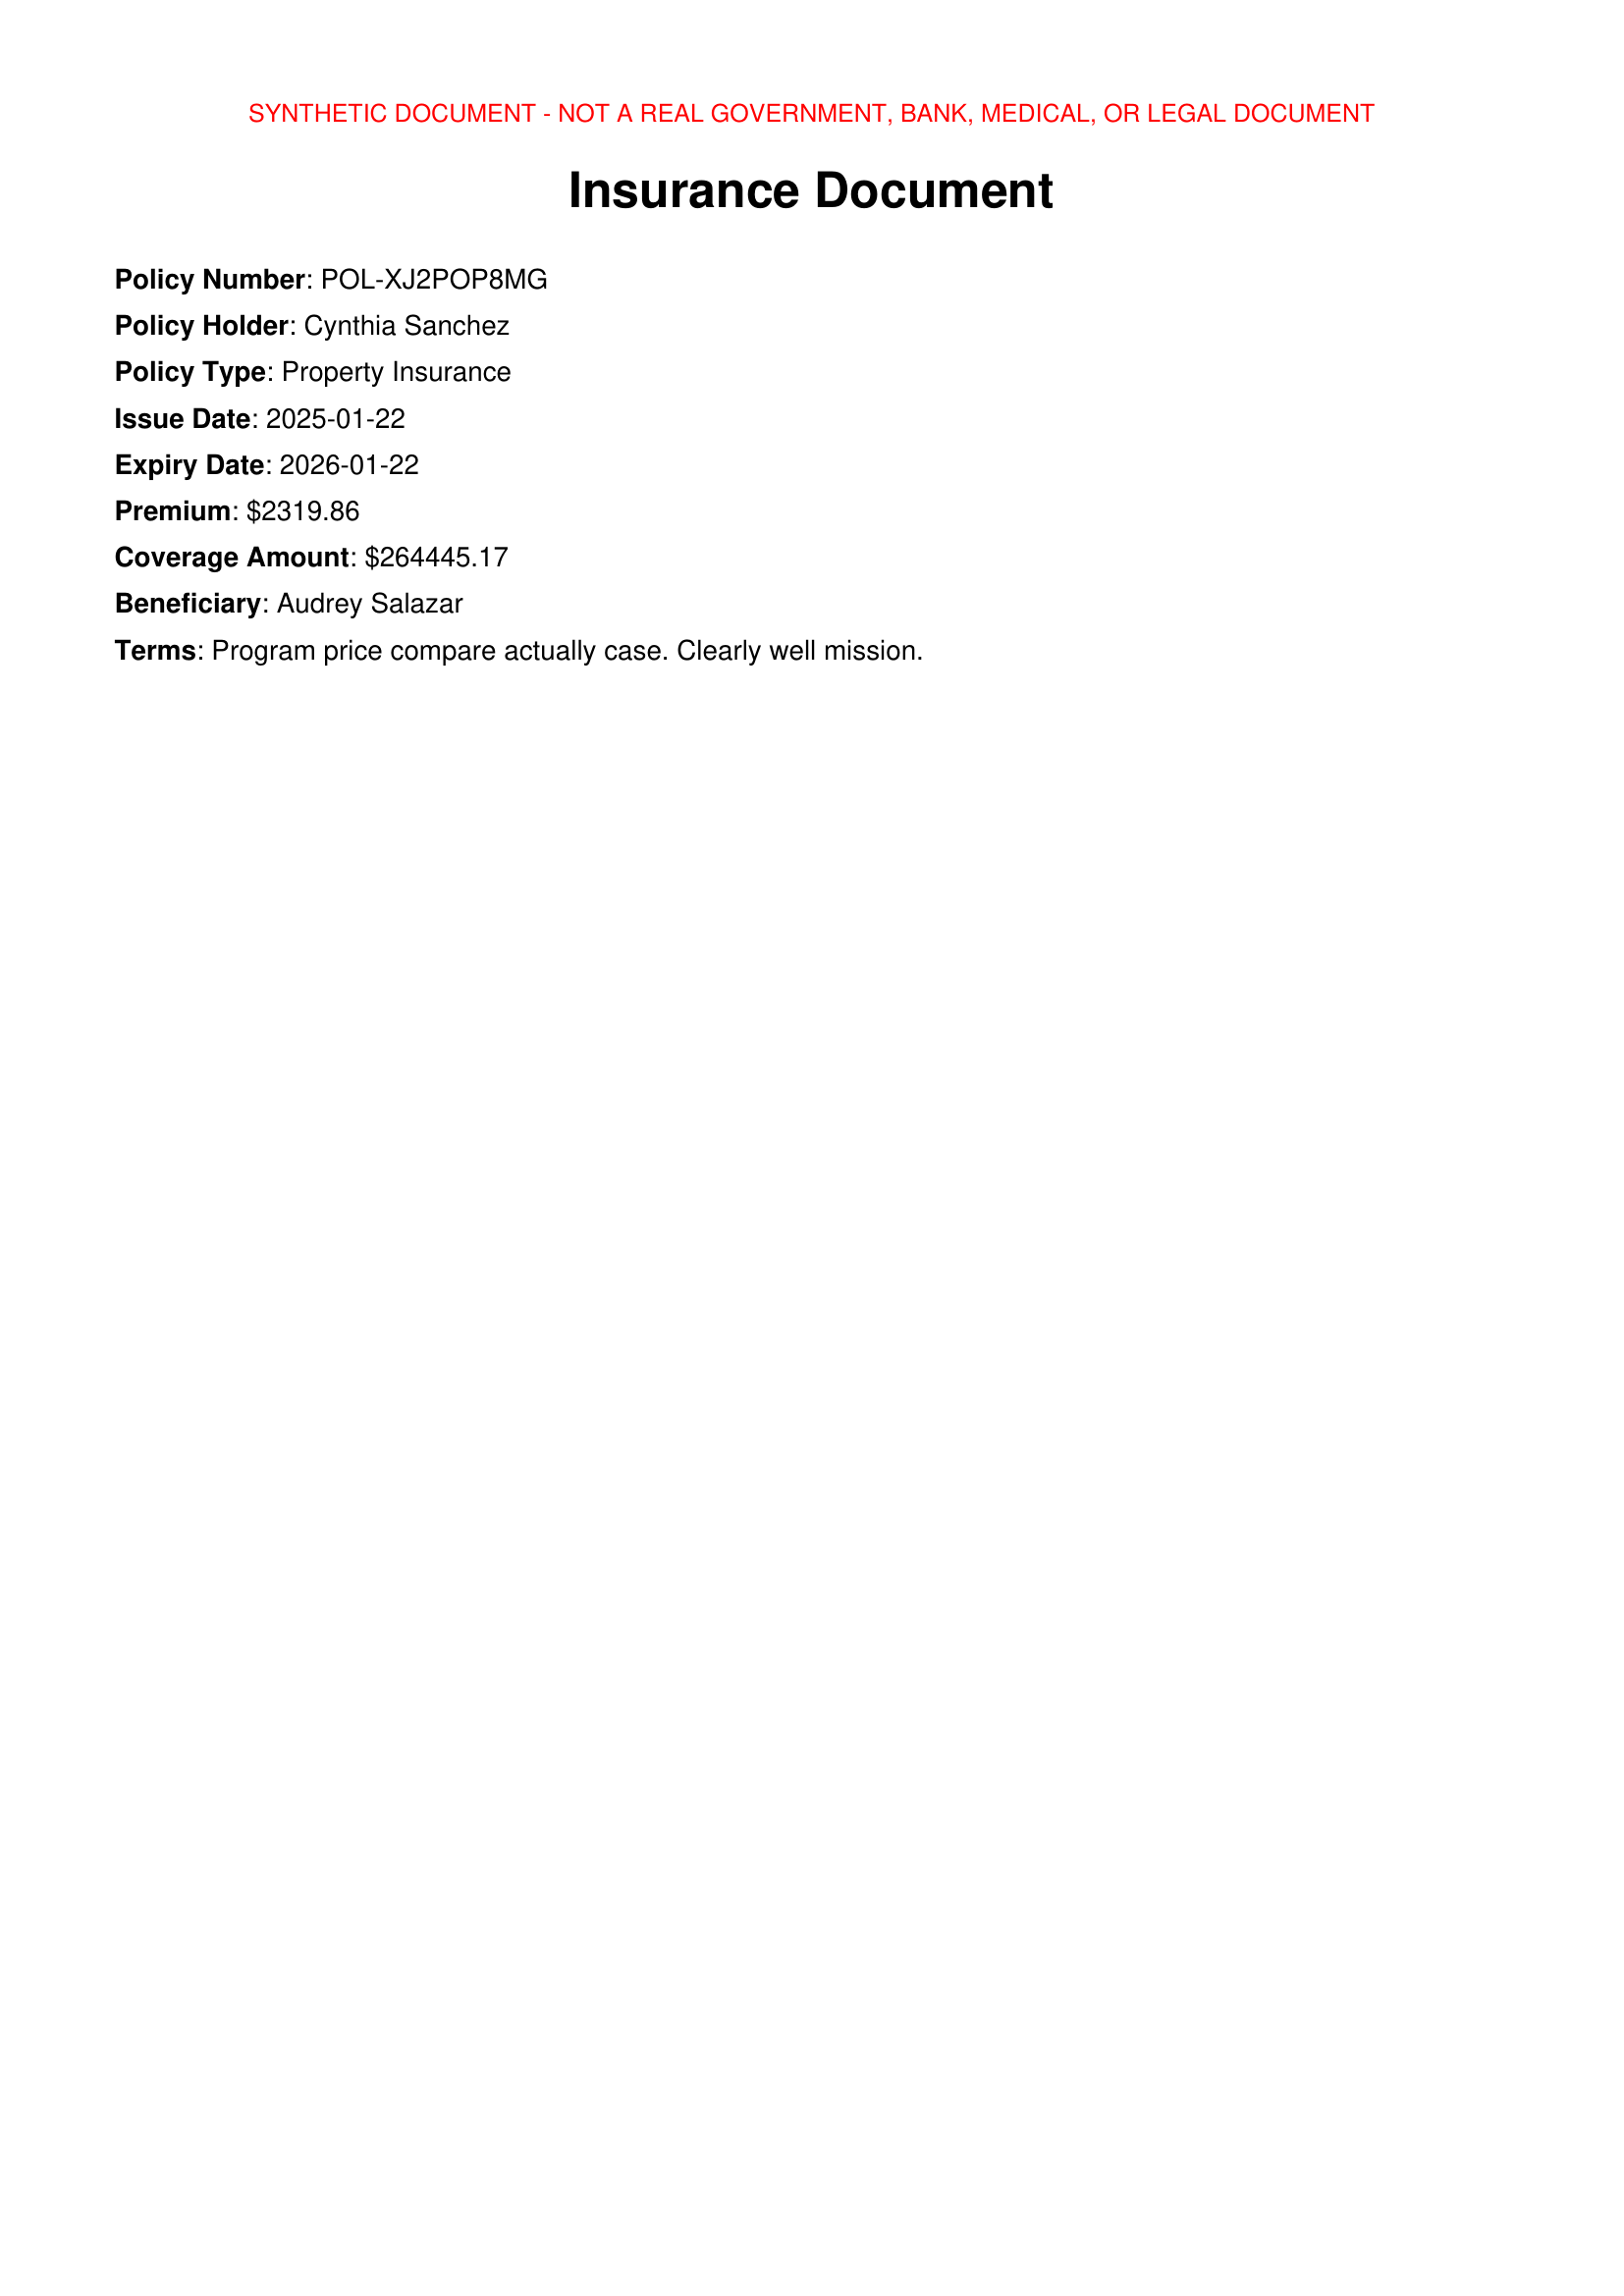 SYNTHETIC DOCUMENT - NOT A REAL GOVERNMENT, BANK, MEDICAL, OR LEGAL DOCUMENT
Insurance Document
Policy Number: POL-XJ2POP8MG
Policy Holder: Cynthia Sanchez
Policy Type: Property Insurance
Issue Date: 2025-01-22
Expiry Date: 2026-01-22
Premium: $2319.86
Coverage Amount: $264445.17
Beneficiary: Audrey Salazar
Terms: Program price compare actually case. Clearly well mission.